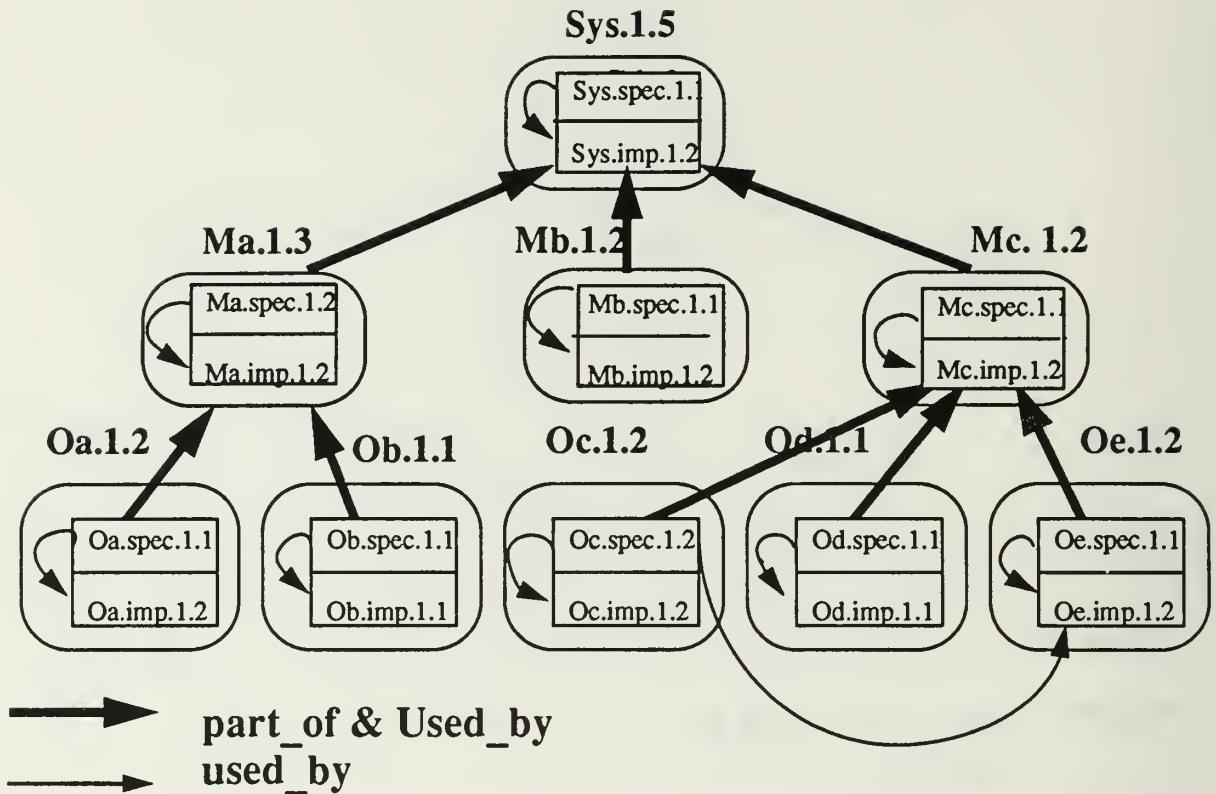 Sys.1.5
Sys.spec.1.1
Sys.imp.1.2
Ma.1.3
Mb.1.2
Mc. 1.2
Ma.spec.1.2
Ma.imp.1.2
Mb.spec.1.1
Mb.imp.1.2
Mc.spec.1.1
Mc.imp.1.2
Oa.1.2
Ob.1.1
Oc.1.2
Od.1.1
Oe.1.2
Oa.spec.1.1
Oa.imp.1.2
Ob.spec.1.1
Ob.imp.1.1
Oc.spec.1.2
Oc.imp.1.2
Od.spec.1.1
Od.imp.1.1
Oe.spec.1.1
Oe.imp.1.2
part_of & Used_by
used_by